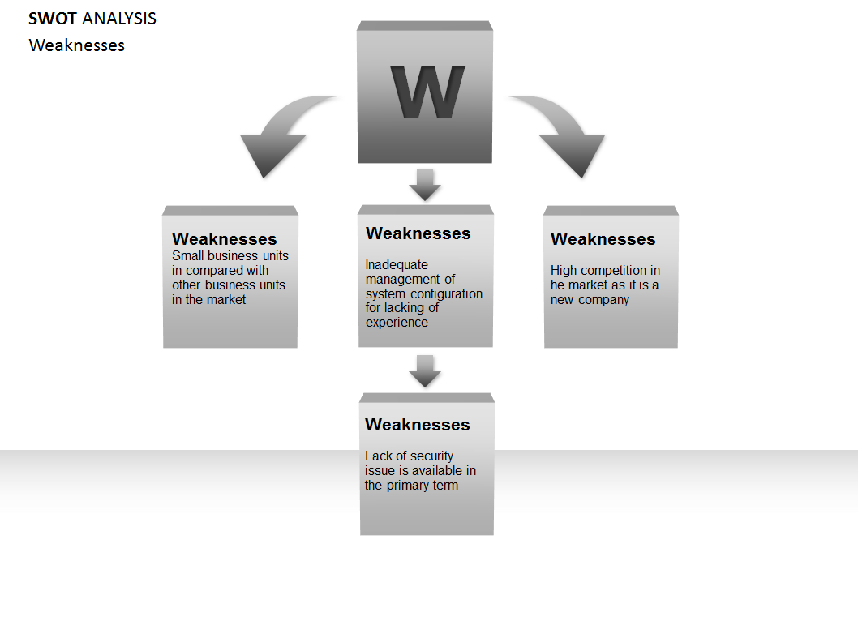 SWOT ANALYSIS
Weaknesses
W
Weaknesses
Small business units
in compared with
other business units
in the market
Weaknesses
Inadequate
management of
system configuration
for lacking of
experience
Weaknesses
High competition in
he market as it is a
new company
Weaknesses
Lack of security
issue is available in
the primary term